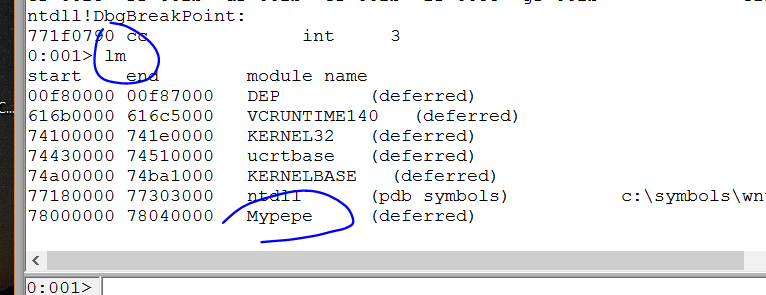 ntdll!DbgBreakPoint:
771f0790 cc int 3
0:001> lm
start end module name
00f80000 00f87000 DEP (deferred)
616b0000 616c5000 VCRUNTIME140 (deferred)
74100000 741e0000 KERNEL32 (deferred)
74430000 74510000 ucrtbase (deferred)
74a00000 74ba1000 KERNELBASE (deferred)
77180000 77303000 ntdll (pdb symbols) c:\symbols\wn
78000000 78040000 Mypepe (deferred)
0:001>